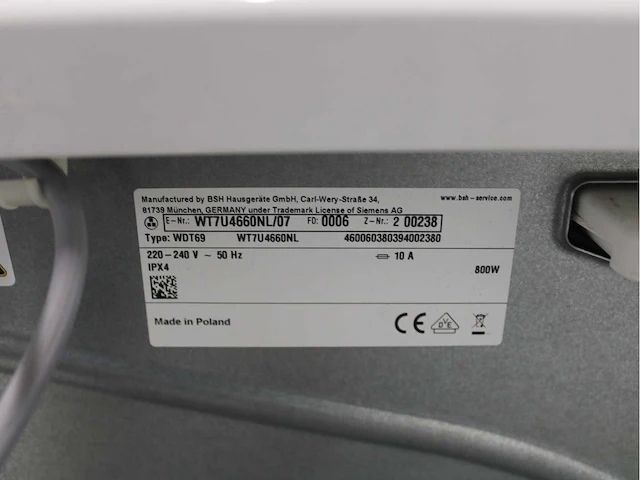 Manufactured by BSH Hausgeräte GmbH, Carl-Wery-Straße 34,
81739 München, GERMANY under Trademark License of Siemens AG
www.bsh-service.com
E-Nr.: WT7U4660NL/07 FD: 0006 Z-Nr.: 2 00238
Type: WDT69 WT7U4660NL 460060380394002380
220-240 V ~ 50 Hz 10 A
IPX4 800W
Made in Poland CE DVE